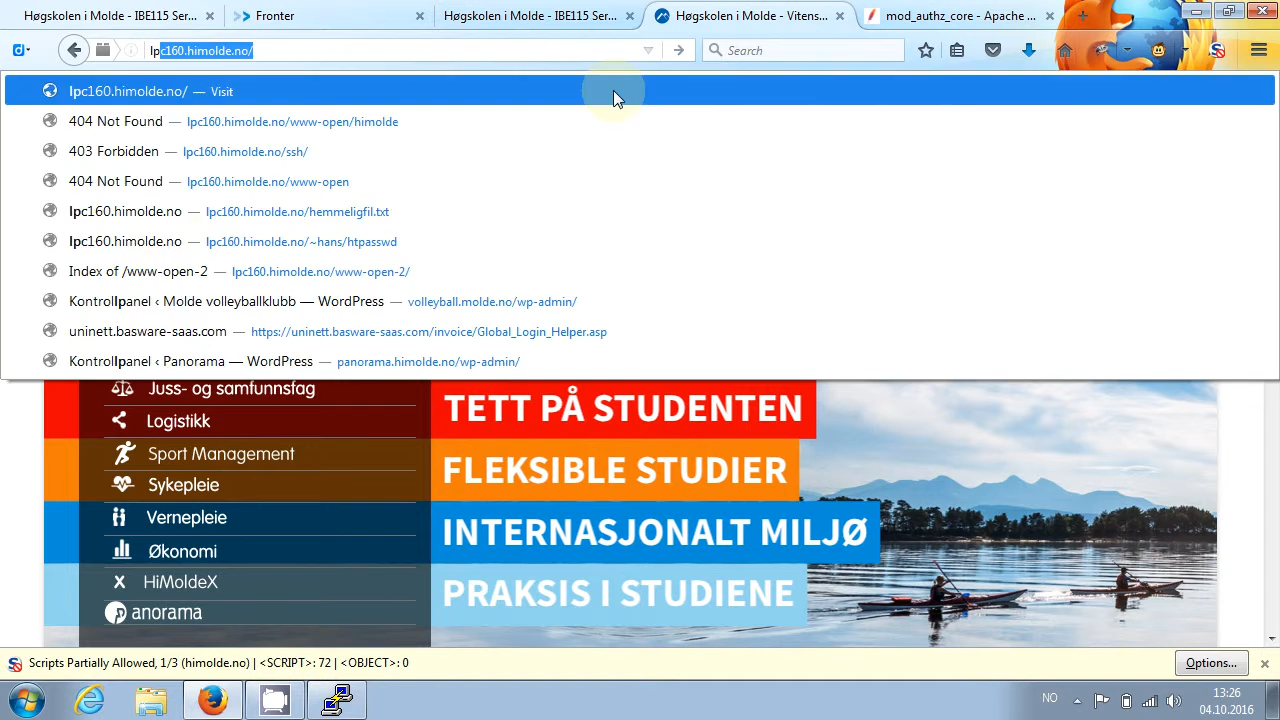 Høgskolen i Molde - IBE115 Ser...
Fronter
Høgskolen i Molde - IBE115 Ser...
Høgskolen i Molde - Vitens...
mod_authz_core - Apache ...
lpc160.himolde.no/
Search
lpc160.himolde.no/ — Visit
404 Not Found — lpc160.himolde.no/www-open/himolde
403 Forbidden — lpc160.himolde.no/ssh/
404 Not Found — lpc160.himolde.no/www-open
lpc160.himolde.no — lpc160.himolde.no/hemmeligfil.txt
lpc160.himolde.no — lpc160.himolde.no/~hans/htpasswd
Index of /www-open-2 — lpc160.himolde.no/www-open-2/
Kontrollpanel ‹ Molde volleyballklubb — WordPress — volleyball.molde.no/wp-admin/
uninett.basware-saas.com — https://uninett.basware-saas.com/invoice/Global_Login_Helper.asp
Kontrollpanel ‹ Panorama — WordPress — panorama.himolde.no/wp-admin/
Juss- og samfunnsfag
Logistikk
Sport Management
Sykepleie
Vernepleie
Økonomi
X HiMoldeX
Panorama
TETT PÅ STUDENTEN
FLEKSIBLE STUDIER
INTERNASJONALT MILJØ
PRAKSIS I STUDIENE
Scripts Partially Allowed, 1/3 (himolde.no) | <SCRIPT>: 72 | <OBJECT>: 0
Options...
NO
13:26
04.10.2016